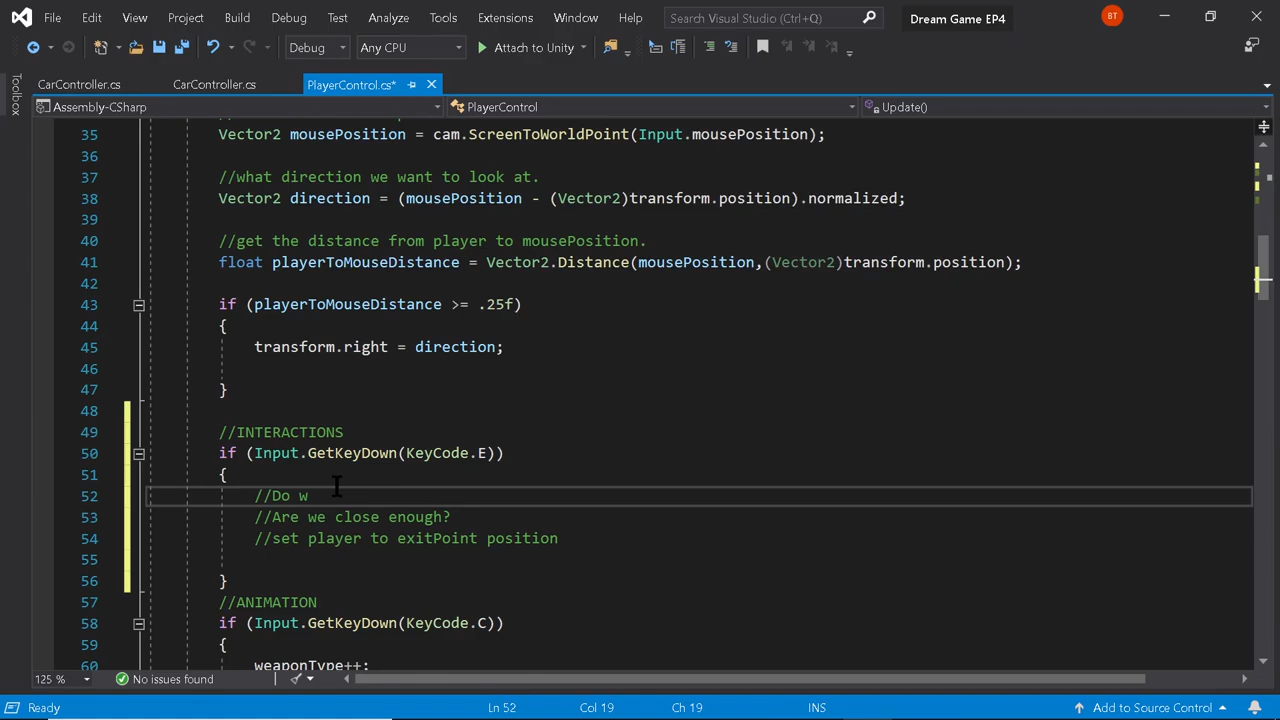 File Edit View Project Build Debug Test Analyze Tools Extensions Window Help Search Visual Studio (Ctrl+Q) Dream Game EP4 BT
Debug Any CPU Attach to Unity
CarController.cs CarController.cs PlayerControl.cs*
Toolbox
Assembly-CSharp PlayerControl Update()
35 Vector2 mousePosition = cam.ScreenToWorldPoint(Input.mousePosition);
36
37 //what direction we want to look at.
38 Vector2 direction = (mousePosition - (Vector2)transform.position).normalized;
39
40 //get the distance from player to mousePosition.
41 float playerToMouseDistance = Vector2.Distance(mousePosition,(Vector2)transform.position);
42
43 if (playerToMouseDistance >= .25f)
44 {
45 transform.right = direction;
46
47 }
48
49 //INTERACTIONS
50 if (Input.GetKeyDown(KeyCode.E))
51 {
52 //Do w
53 //Are we close enough?
54 //set player to exitPoint position
55
56 }
57 //ANIMATION
58 if (Input.GetKeyDown(KeyCode.C))
59 {
60 weaponType++;
125 % No issues found
Ready Ln 52 Col 19 Ch 19 INS Add to Source Control